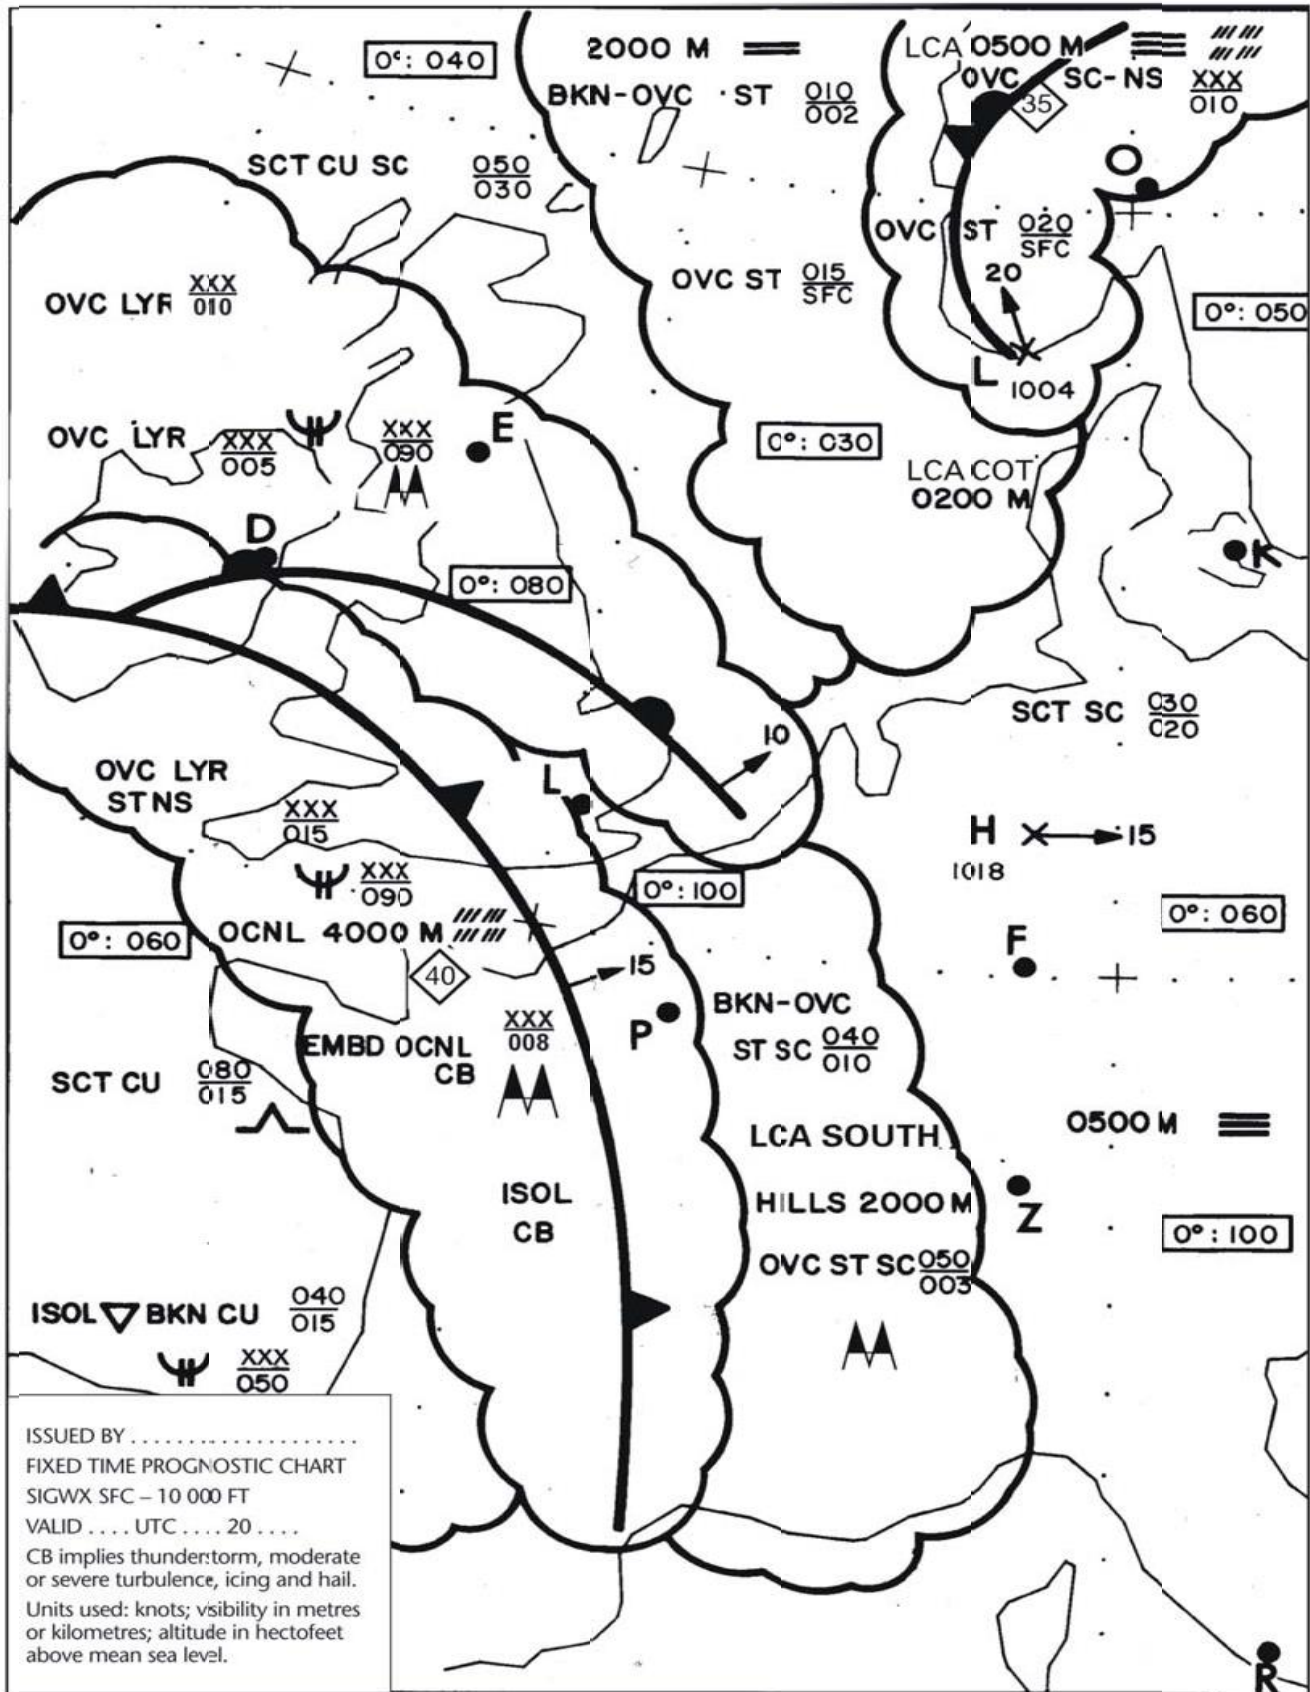 0°: 040
2000 M
LCA 0500 M
BKN-OVC ST 010
002
OVC SC-NS XXX
010
35
SCT CU SC 050
030
O
OVC ST 020
SFC
20
OVC ST 015
SFC
0°: 050
OVC LYR XXX
010
L 1004
E
OVC LYR XXX
005
XXX
090
0°: 030
LCA COT
0200 M
D
K
0°: 080
SCT SC 030
020
10
OVC LYR
ST NS
XXX
015
L
H 15
1018
XXX
090
0°: 100
0°: 060
0°: 060
OCNL 4000 M
40
15
F
P
BKN-OVC
ST SC 040
010
XXX
008
EMBD OCNL
CB
SCT CU 080
015
LCA SOUTH
HILLS 2000 M
0500 M
Z
ISOL
CB
OVC ST SC 050
003
0°: 100
ISOL BKN CU 040
015
XXX
050
ISSUED BY . . . . . . . . . . . . . . . . . . . . .
FIXED TIME PROGNOSTIC CHART
SIGWX SFC – 10 000 FT
VALID . . . . UTC . . . . 20 . . . .
CB implies thunderstorm, moderate
or severe turbulence, icing and hail.
Units used: knots; visibility in metres
or kilometres; altitude in hectofeet
above mean sea level.
R